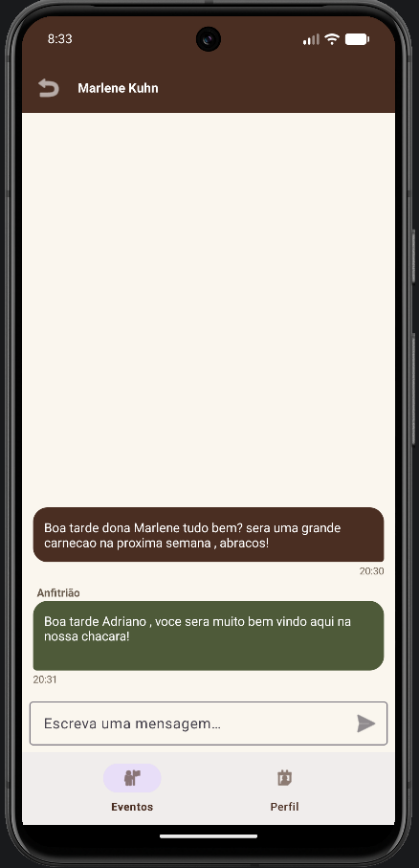 8:33
Marlene Kuhn
Boa tarde dona Marlene tudo bem? sera uma grande
carnecao na proxima semana , abracos!
20:30
Anfitrião
Boa tarde Adriano , voce sera muito bem vindo aqui na
nossa chacara!
20:31
Escreva uma mensagem...
Eventos
Perfil